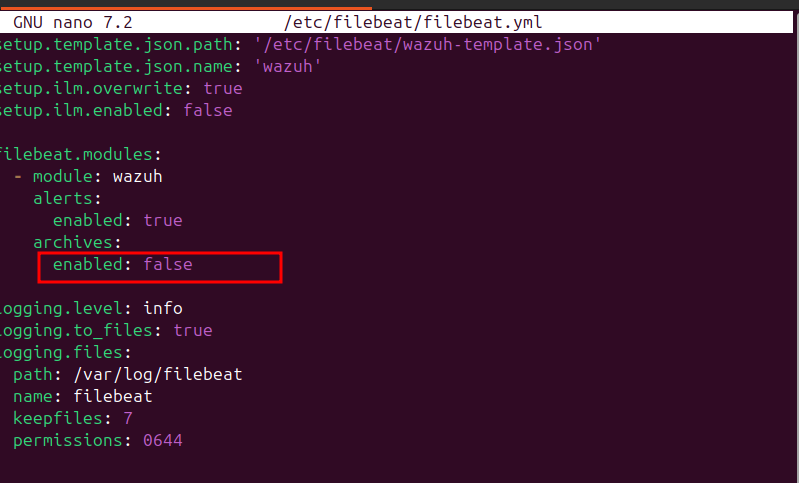 GNU nano 7.2 /etc/filebeat/filebeat.yml
setup.template.json.path: '/etc/filebeat/wazuh-template.json'
setup.template.json.name: 'wazuh'
setup.ilm.overwrite: true
setup.ilm.enabled: false
filebeat.modules:
- module: wazuh
alerts:
enabled: true
archives:
enabled: false
logging.level: info
logging.to_files: true
logging.files:
path: /var/log/filebeat
name: filebeat
keepfiles: 7
permissions: 0644